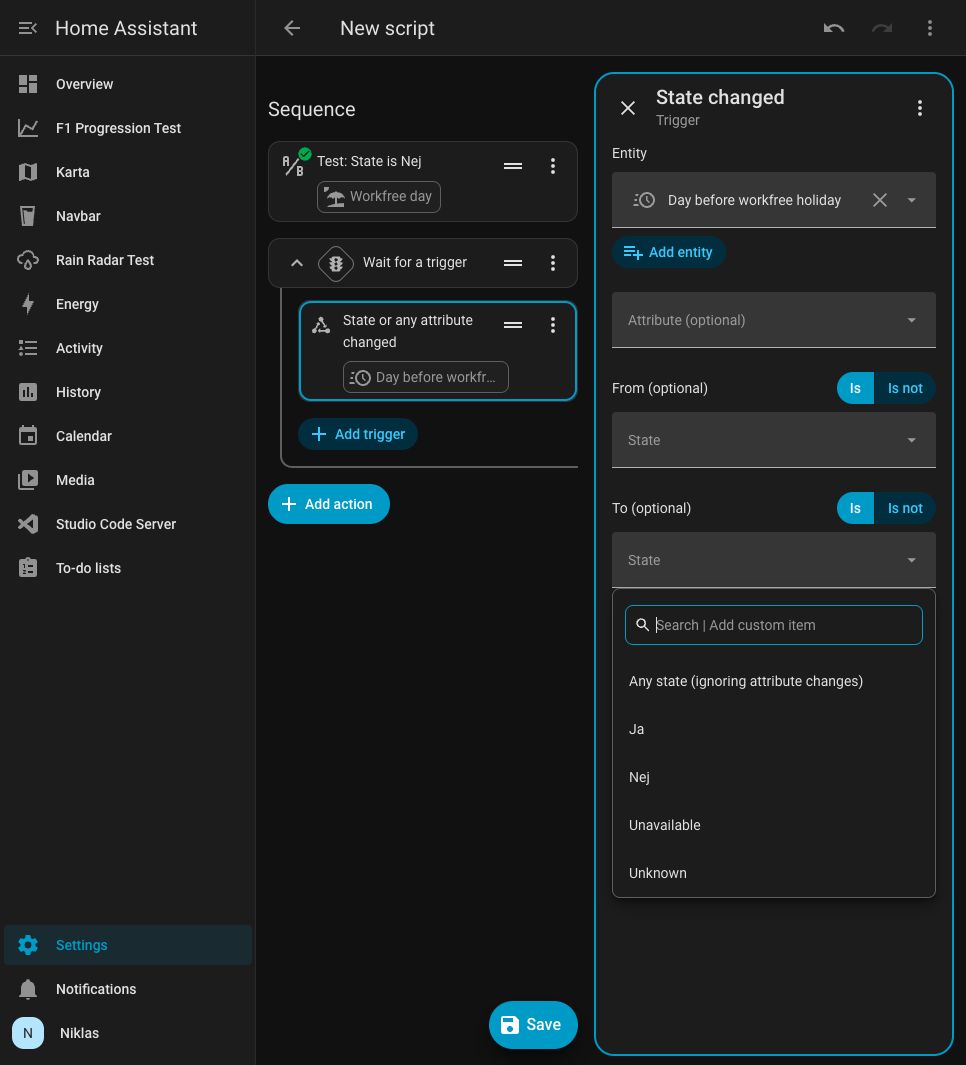 Home Assistant
Overview
F1 Progression Test
Karta
Navbar
Rain Radar Test
Energy
Activity
History
Calendar
Media
Studio Code Server
To-do lists
Settings
Notifications
N
Niklas
New script
Sequence
A/B
Test: State is Nej
Workfree day
Wait for a trigger
State or any attribute
changed
Day before workfr...
Add trigger
Add action
Save
State changed
Trigger
Entity
Day before workfree holiday
Add entity
Attribute (optional)
From (optional)
Is
Is not
State
To (optional)
Is
Is not
State
Search | Add custom item
Any state (ignoring attribute changes)
Ja
Nej
Unavailable
Unknown